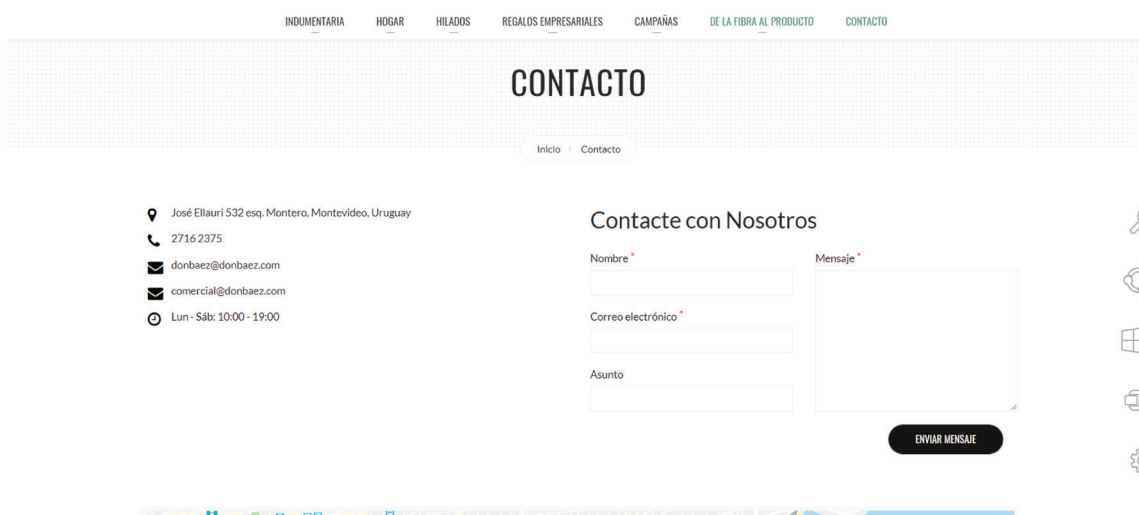 INDUMENTARIA HOGAR HILADOS REGALOS EMPRESARIALES CAMPAÑAS DE LA FIBRA AL PRODUCTO CONTACTO
CONTACTO
Inicio Contacto
José Ellauri 532 esq. Montero, Montevideo, Uruguay
2716 2375
donbaez@donbaez.com
comercial@donbaez.com
Lun - Sáb: 10:00 - 19:00
Contacte con Nosotros
Nombre *
Correo electrónico *
Asunto
Mensaje *
ENVIAR MENSAJE